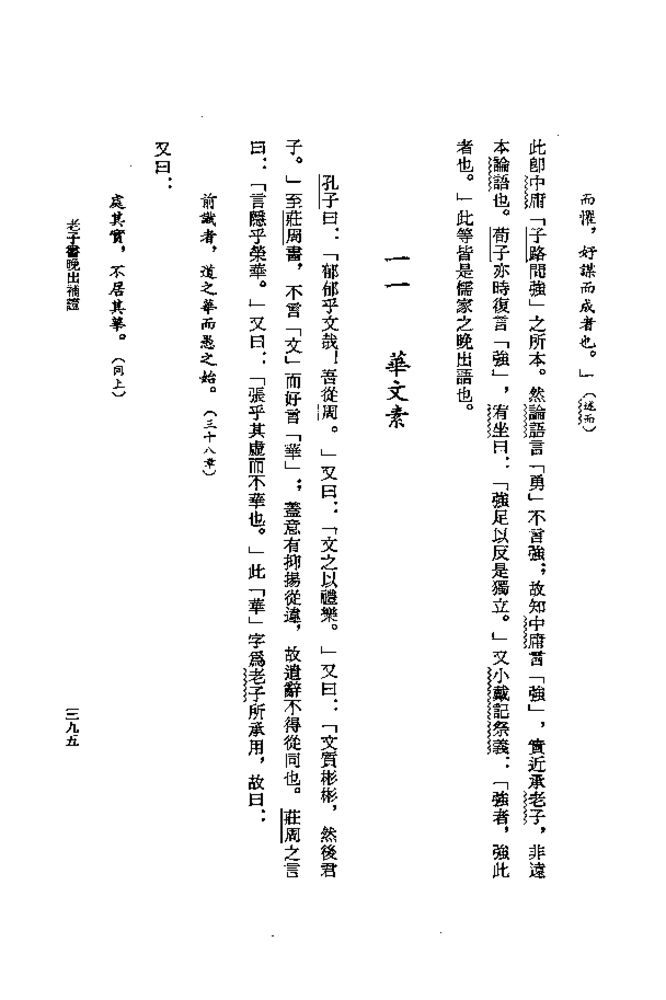 而懼，好謀而成者也。」（述而）
此卽中庸「子路問強」之所本。然論語言「勇」不言強；故知中庸言「強」，實近承老子，非遠
本論語也。荀子亦時復言「強」，宥坐曰：「強足以反是獨立。」又小戴記祭義：「強者，強此
者也。」此等皆是儒家之晚出語也。
一一　華文素
孔子曰：「郁郁乎文哉！吾從周。」又曰：「文之以禮樂。」又曰：「文質彬彬，然後君
子。」至莊周書，不言「文」而好言「華」；蓋意有抑揚從違，故遣辭不得從同也。莊周之言
曰：「言隱乎榮華。」又曰：「張乎其虛而不華也。」此「華」字爲老子所承用，故曰：
前識者，道之華而愚之始。（三十八章）
又曰：
處其實，不居其華。（同上）
老子書晚出補證
三九五